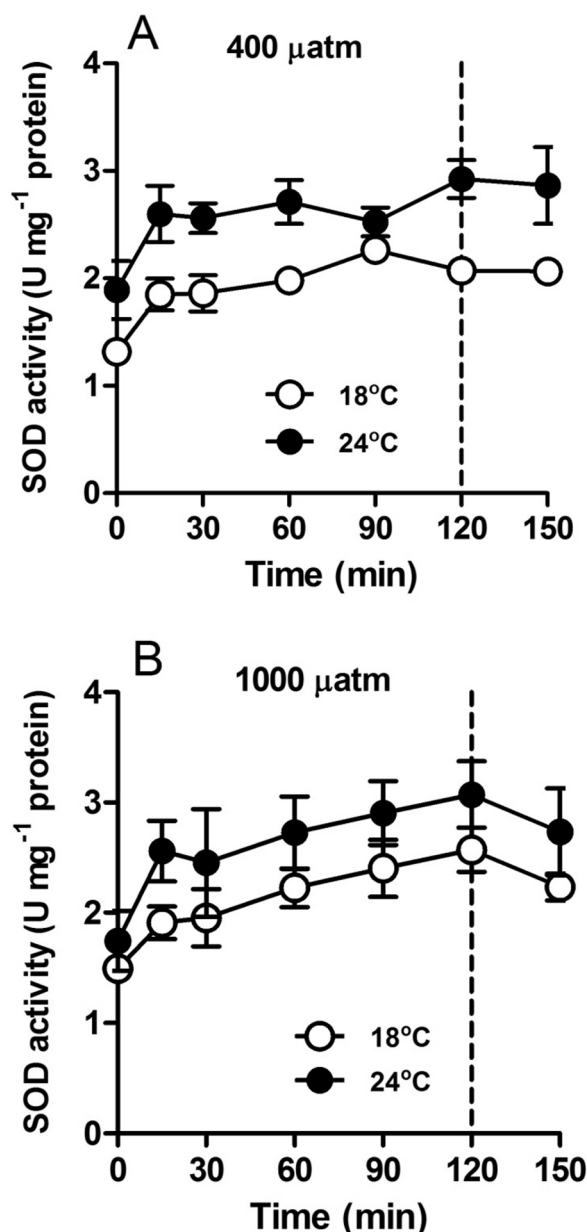 A
400 μatm
SOD activity (U mg⁻¹ protein)
4
3
2
1
0
18°C
24°C
0 30 60 90 120 150
Time (min)
B
1000 μatm
SOD activity (U mg⁻¹ protein)
4
3
2
1
0
18°C
24°C
0 30 60 90 120 150
Time (min)